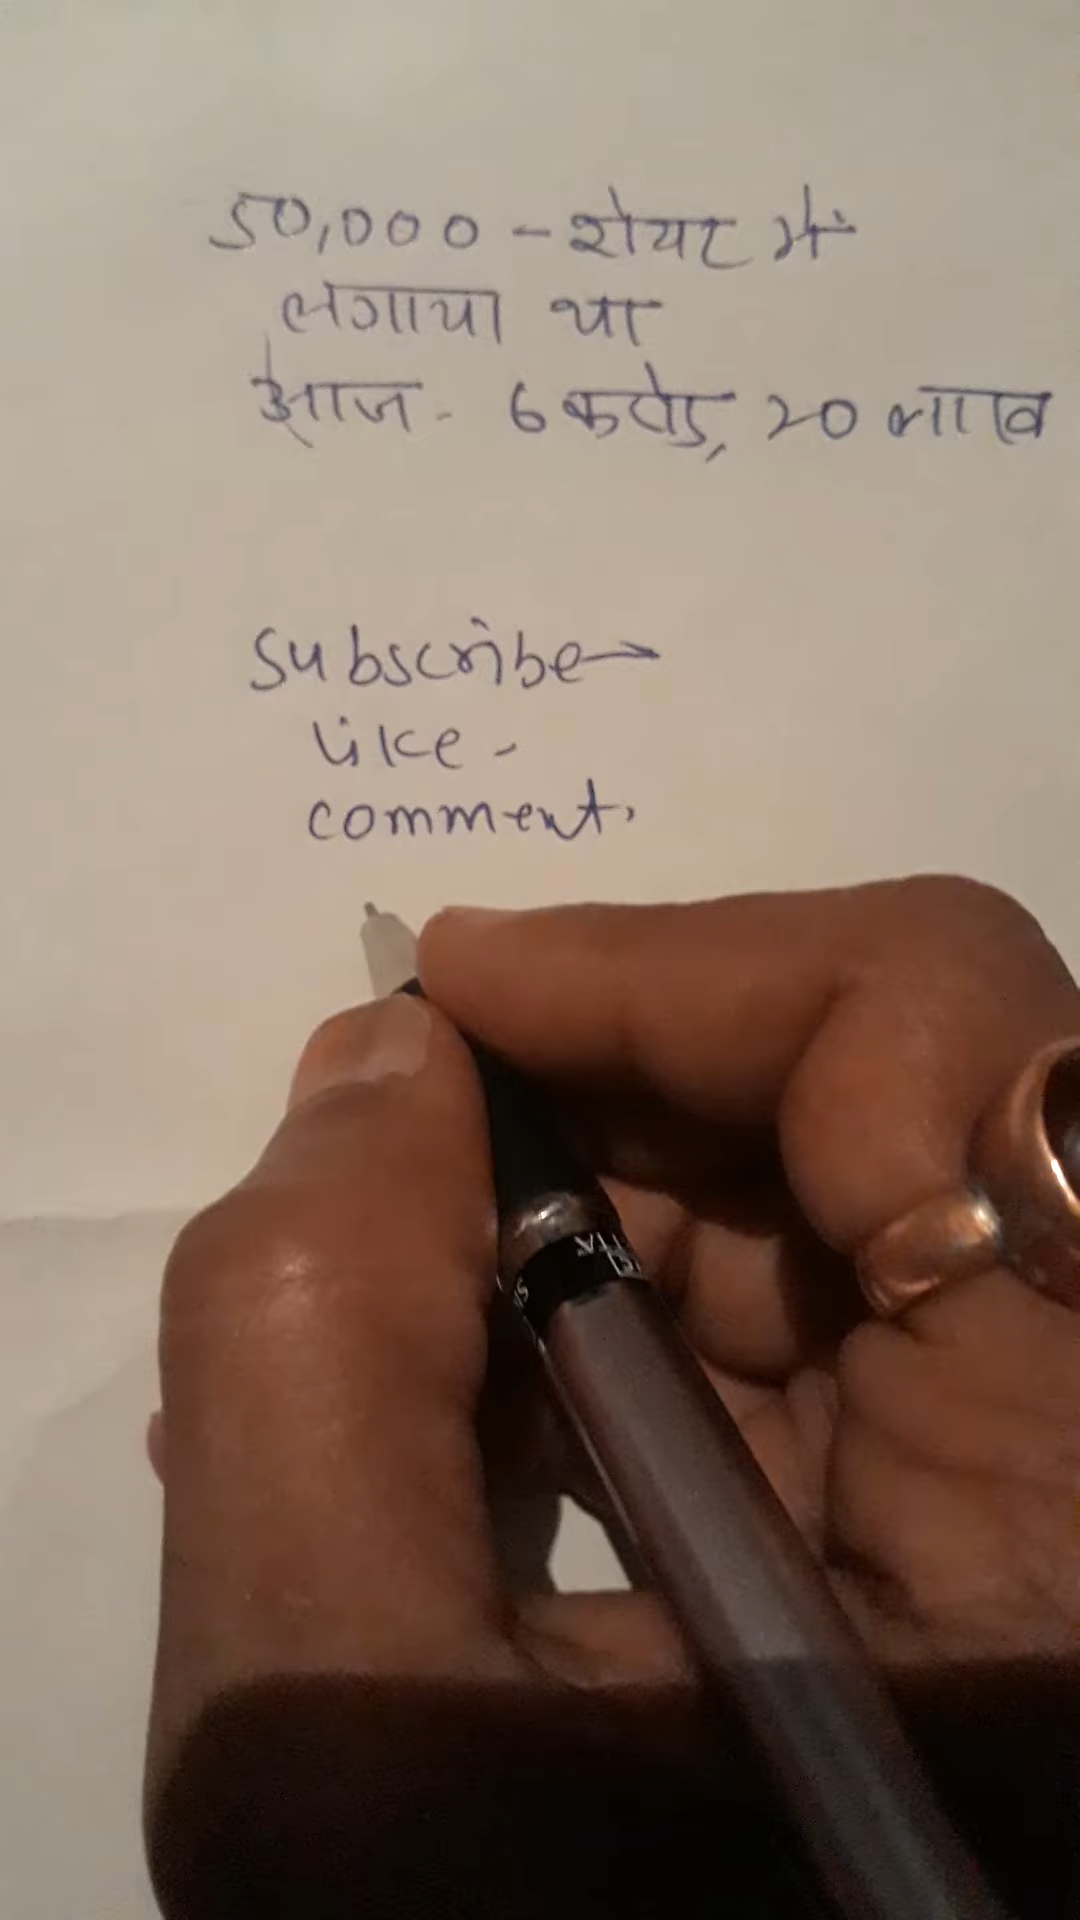 50,000 - शेयर में
लगाया था
आज - 6 करोड़, 20 लाख
Subscribe→
like -
comment,